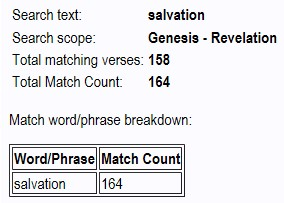 Search text: salvation
Search scope: Genesis - Revelation
Total matching verses: 158
Total Match Count: 164
Match word/phrase breakdown:
Word/Phrase Match Count
salvation 164